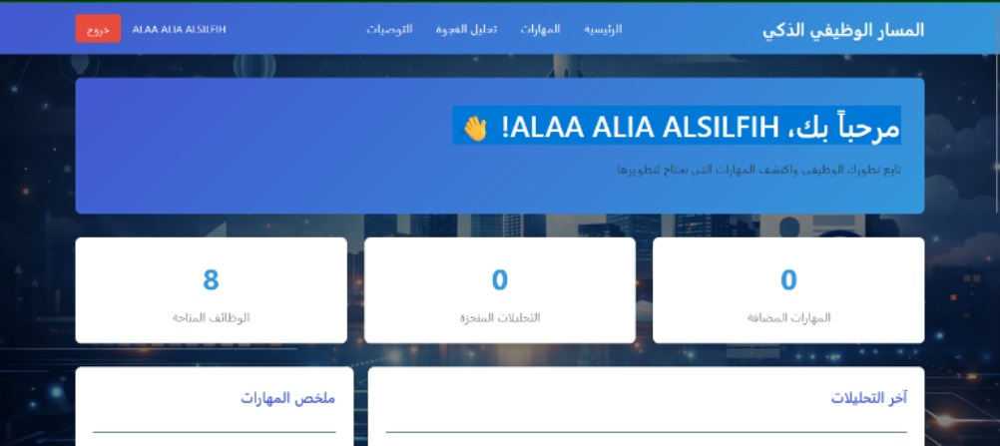 المسار الوظيفي الذكي
الرئيسية
المهارات
تحليل الفجوة
التوصيات
ALAA ALIA ALSILFIH
خروج
مرحباً بك، ALAA ALIA ALSILFIH! 👋
تابع تطورك الوظيفي واكتشف المهارات التي تحتاج لتطويرها
0
المهارات المضافة
0
التحليلات المنجزة
8
الوظائف المتاحة
آخر التحليلات
ملخص المهارات